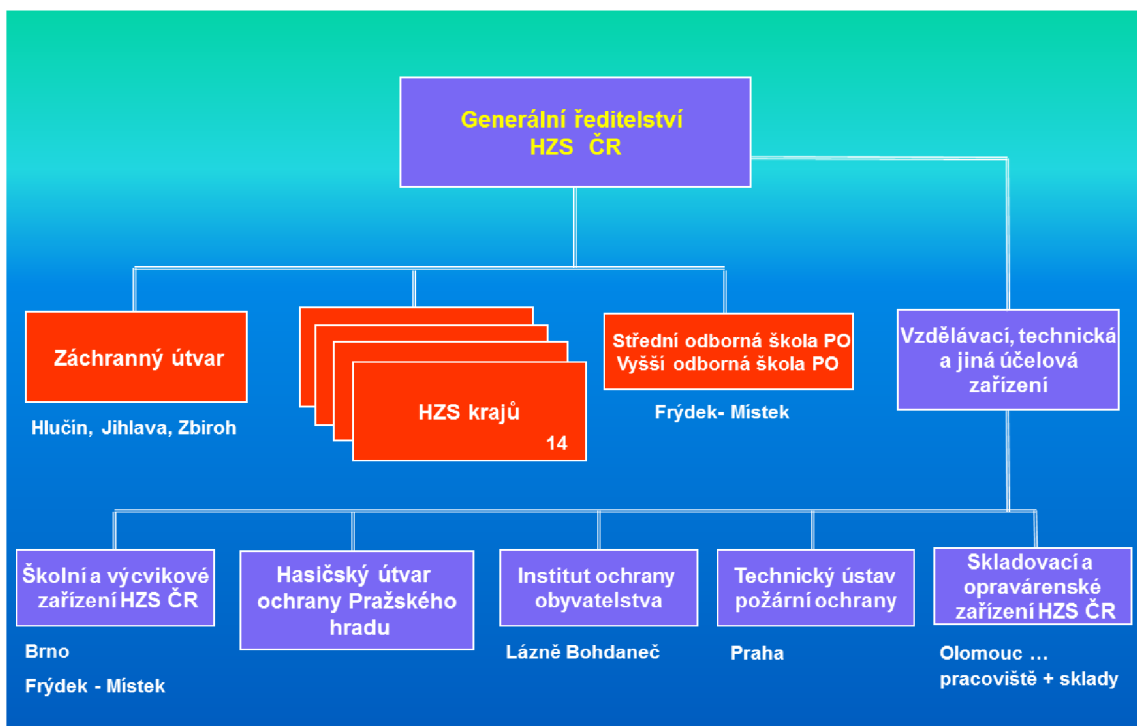 Generální ředitelství
HZS ČR
Záchranný útvar
Hlučín, Jihlava, Zbiroh
HZS krajů
14
Střední odborná škola PO
Vyšší odborná škola PO
Frýdek- Místek
Vzdělávací, technická
a jiná účelová
zařízení
Školní a výcvikové
zařízení HZS ČR
Brno
Frýdek - Místek
Hasičský útvar
ochrany Pražského
hradu
Institut ochrany
obyvatelstva
Lázně Bohdaneč
Technický ústav
požární ochrany
Praha
Skladovací a
opravárenské
zařízení HZS ČR
Olomouc ...
pracoviště + sklady